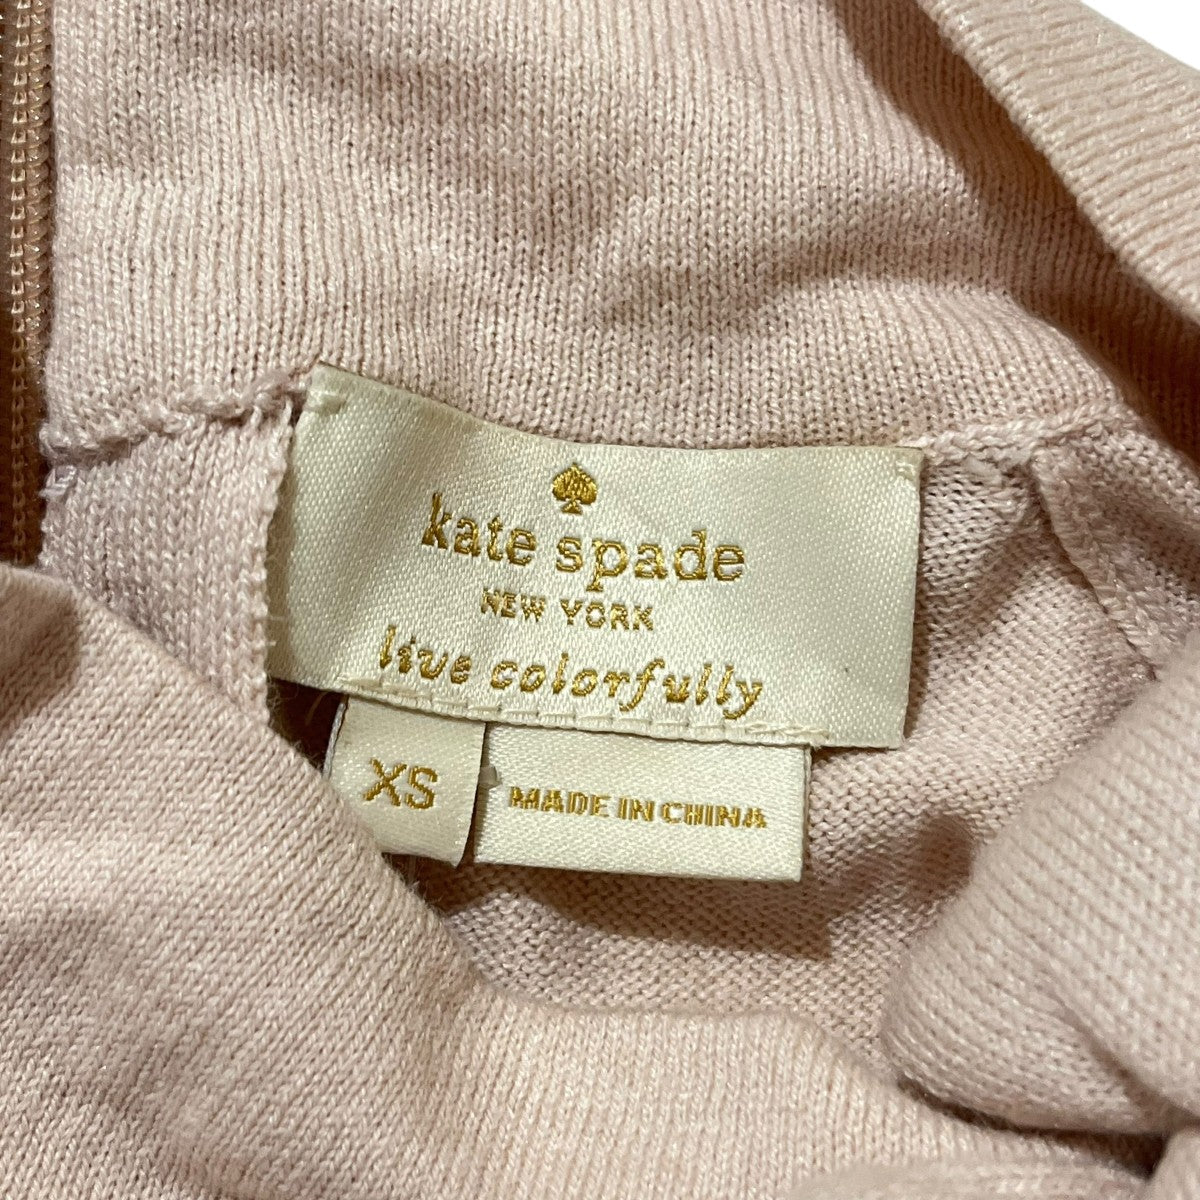 kate spade
NEW YORK
live colorfully
XS
MADE IN CHINA